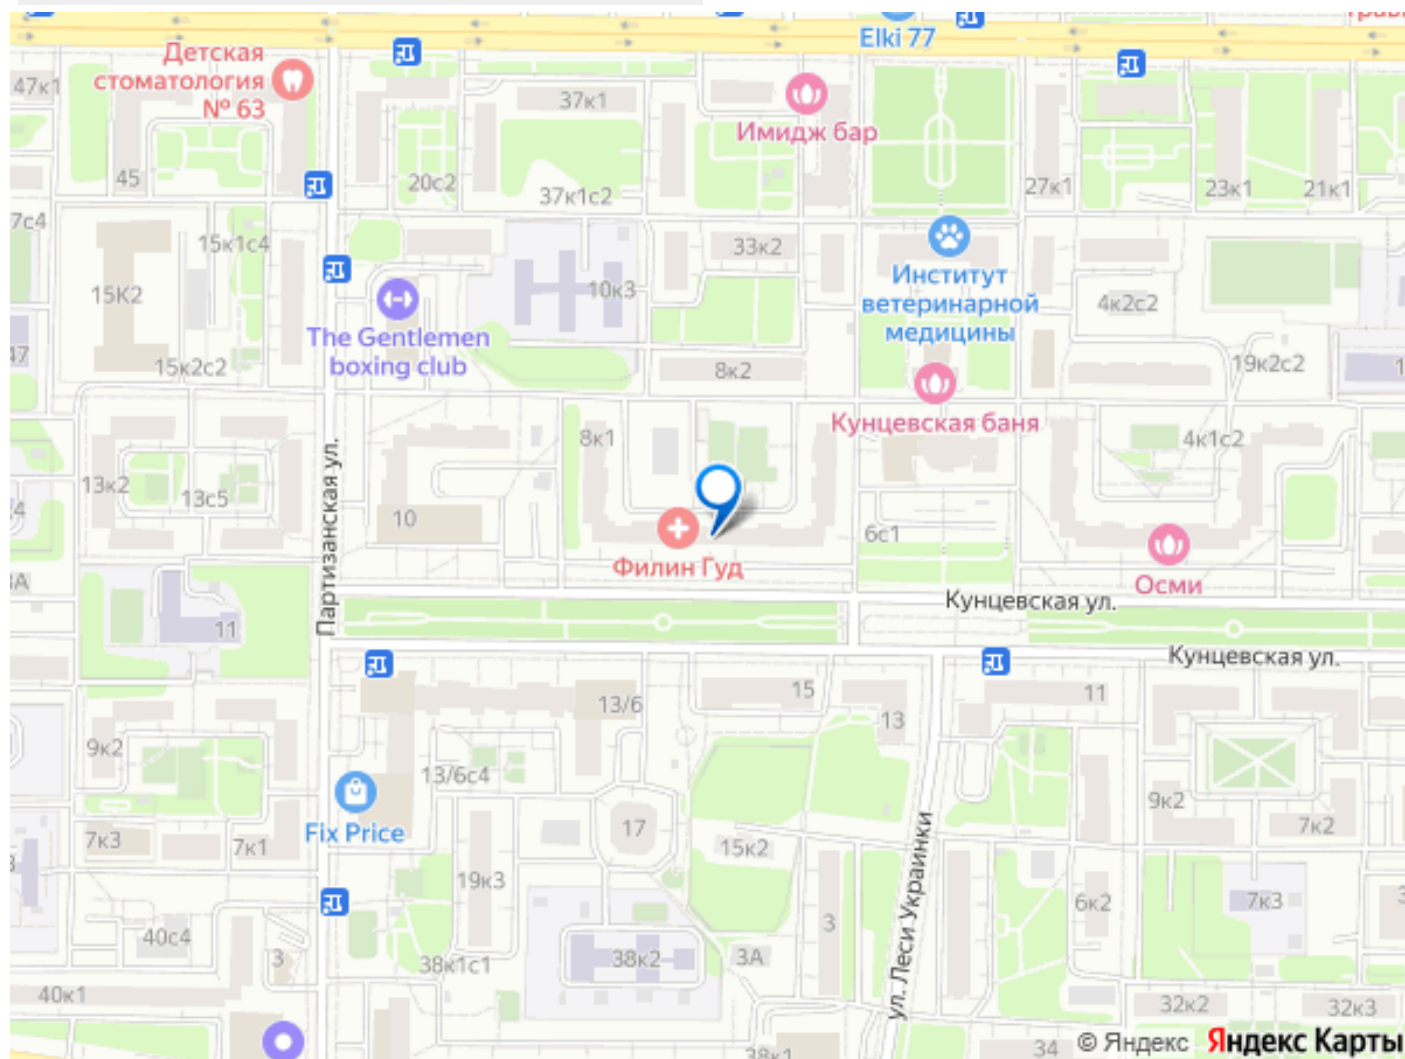 Elki 77
Детская
стоматология
№ 63
47к1
37к1
Имидж бар
45
20с2
37к1с2
27к1
23к1
21к1
7с4
15к1с4
33к2
Институт
ветеринарной
медицины
15К2
10к3
4к2с2
The Gentlemen
boxing club
47
15к2с2
8к2
19к2с2
Кунцевская баня
8к1
4к1с2
13к2
13с5
Партизанская ул.
10
6с1
Филин Гуд
Осми
Кунцевская ул.
11
Кунцевская ул.
13/6
15
13
11
9к2
13/6с4
9к2
Fix Price
7к3
7к1
17
15к2
7к2
ул. Леси Украинки
19к3
3
6к2
7к3
40с4
3
38к1с1
38к2
3А
40к1
32к2
32к3
38к1
34
© Яндекс Яндекс Карты